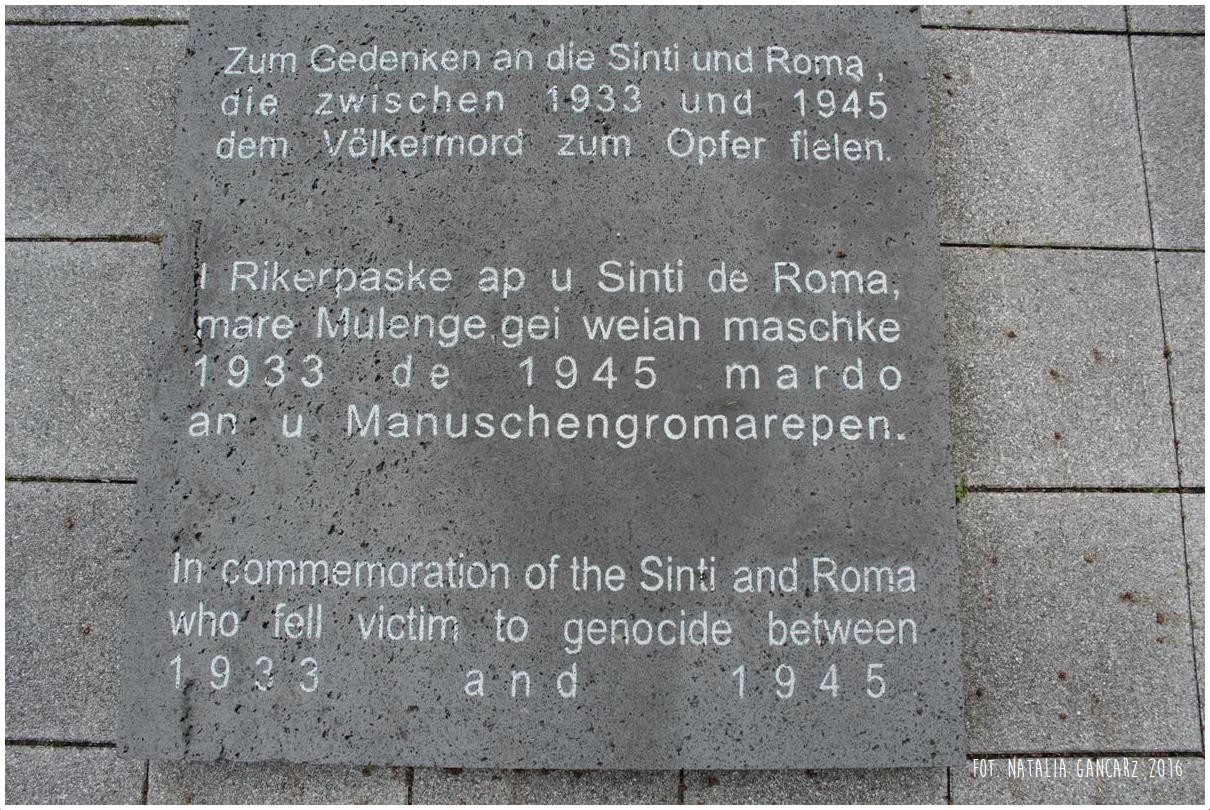 Zum Gedenken an die Sinti und Roma,
die zwischen 1933 und 1945
dem Völkermord zum Opfer fielen.
I Rikerpaske ap u Sinti de Roma,
mare Mulenge gei weiah maschke
1933 de 1945 mardo
an u Manuschengromarepen.
In commemoration of the Sinti and Roma
who fell victim to genocide between
1933 and 1945
FOT. NATALIA GANCARZ 2016